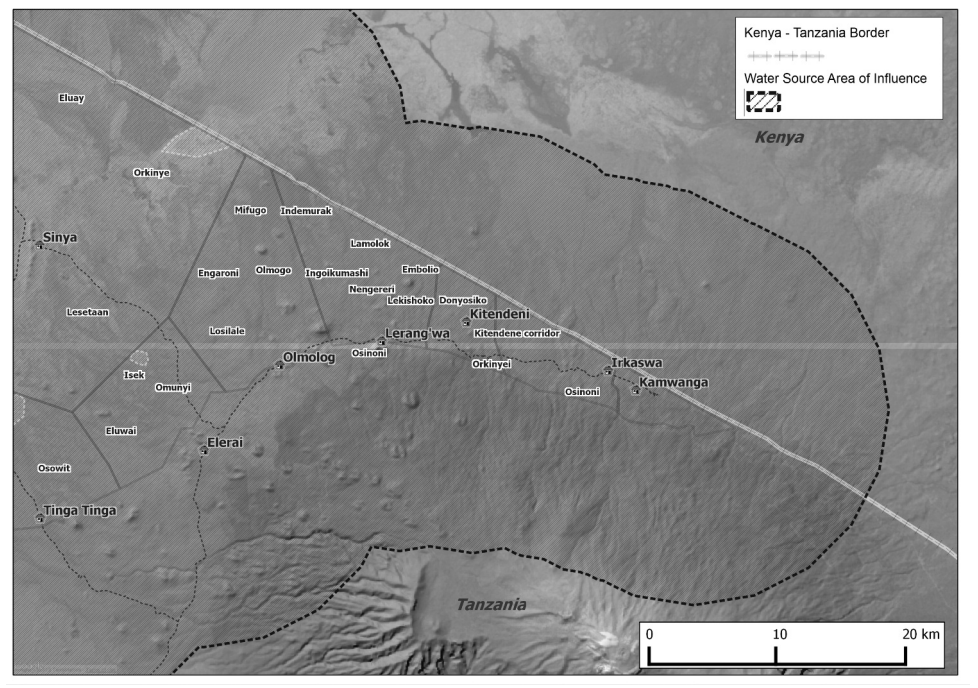 Kenya - Tanzania Border
Water Source Area of Influence
Eluay
Kenya
Orkinye
Mifugo
Indemurak
Sinya
Lamolok
Engaroni
Olmogo
Ingoikumashi
Embolio
Nengereri
Lekishoko
Donyosiko
Lesetaan
Kitendeni
Losilale
Lerang'wa
Kitendene corridor
Osinoni
Olmolog
Orkinyei
Irkaswa
Isek
Omunyi
Osinoni
Kamwanga
Eluwai
Elerai
Osowit
Tinga Tinga
Tanzania
0 10 20 km